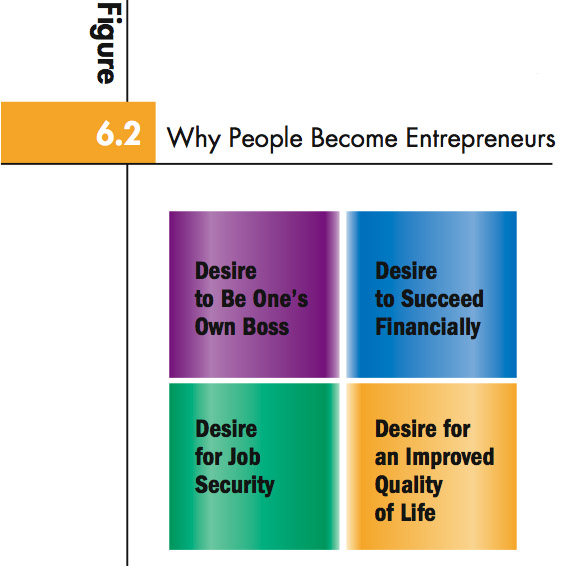 Figure
6.2
Why People Become Entrepreneurs
Desire
to Be One's
Own Boss
Desire
to Succeed
Financially
Desire
for Job
Security
Desire for
an Improved
Quality
of Life